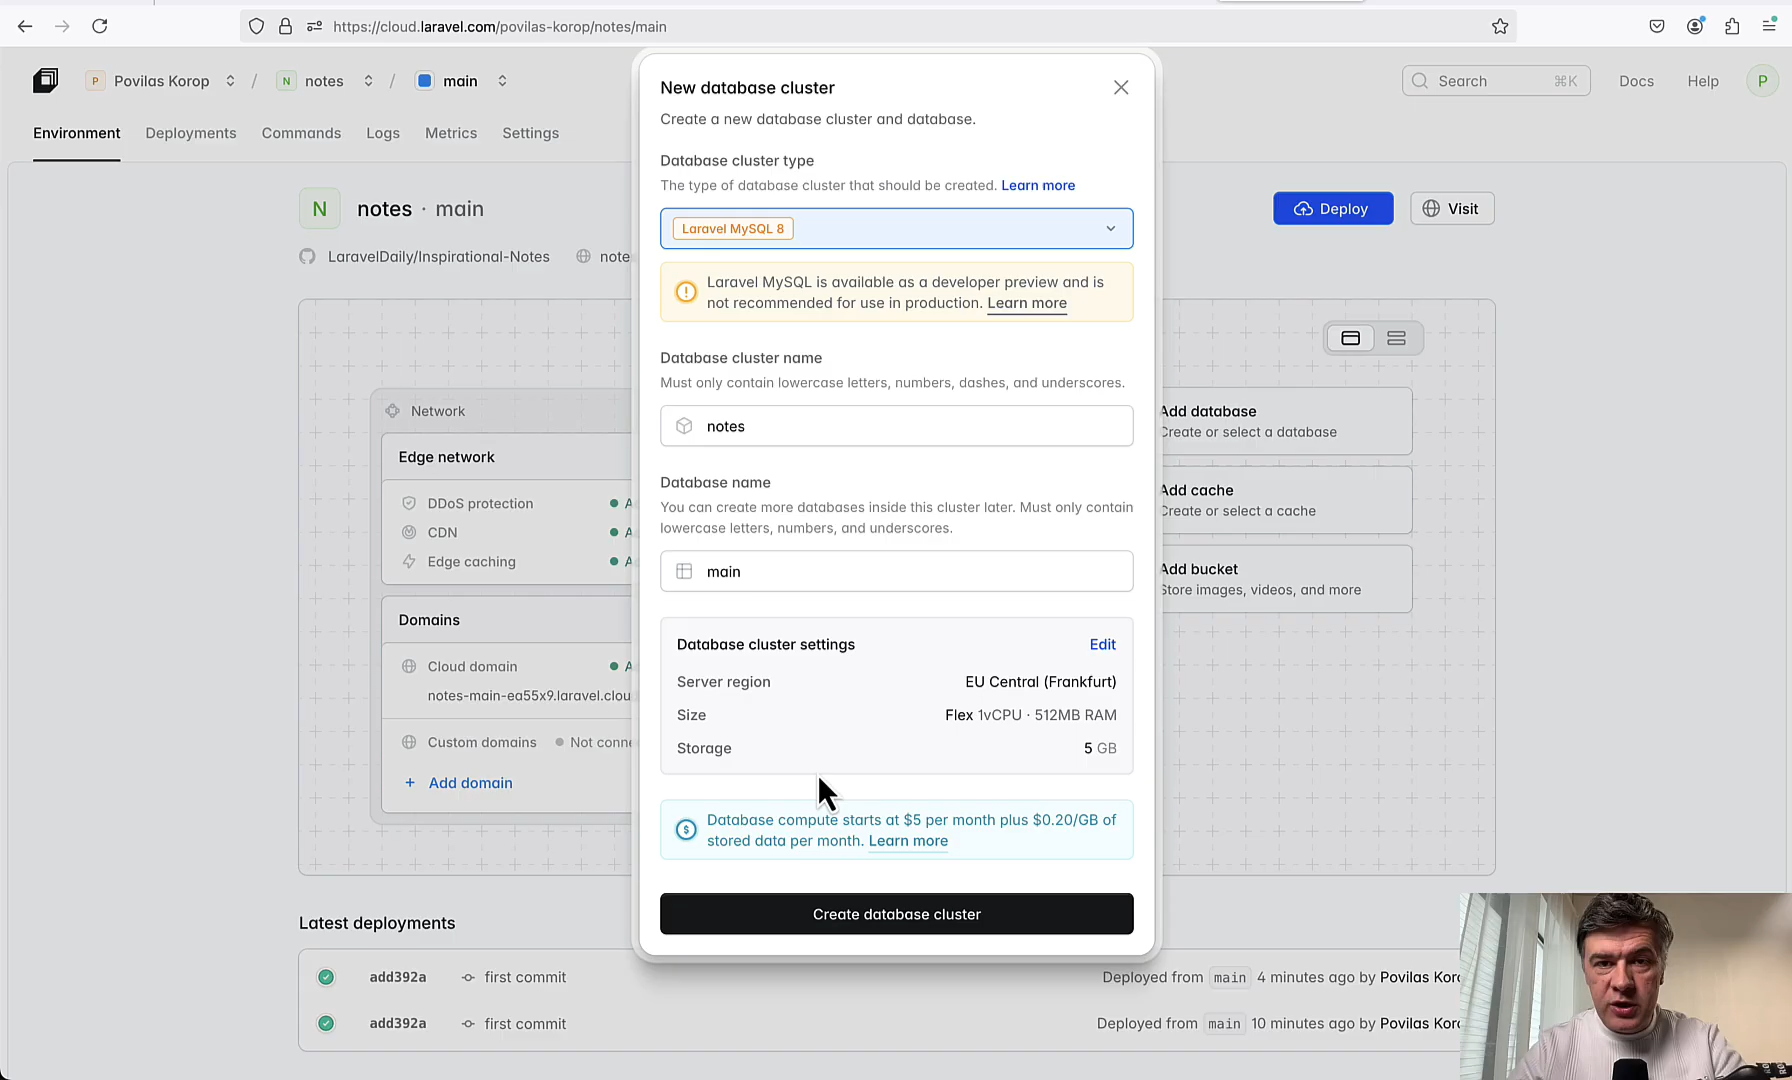 https://cloud.laravel.com/povilas-korop/notes/main
P Povilas Korop / N notes / main
Search ⌘K Docs Help P
Environment Deployments Commands Logs Metrics Settings
N notes · main
Deploy Visit
LaravelDaily/Inspirational-Notes
Network
Edge network
DDoS protection
CDN
Edge caching
Domains
Cloud domain
notes-main-ea55x9.laravel.clou
Custom domains Not conne
+ Add domain
New database cluster
Create a new database cluster and database.
Database cluster type
The type of database cluster that should be created. Learn more
Laravel MySQL 8
Laravel MySQL is available as a developer preview and is
not recommended for use in production. Learn more
Database cluster name
Must only contain lowercase letters, numbers, dashes, and underscores.
notes
Database name
You can create more databases inside this cluster later. Must only contain
lowercase letters, numbers, and underscores.
main
Database cluster settings Edit
Server region EU Central (Frankfurt)
Size Flex 1vCPU · 512MB RAM
Storage 5 GB
Database compute starts at $5 per month plus $0.20/GB of
stored data per month. Learn more
Create database cluster
Add database
Create or select a database
Add cache
Create or select a cache
Add bucket
Store images, videos, and more
Latest deployments
add392a first commit Deployed from main 4 minutes ago by Povilas Koro
add392a first commit Deployed from main 10 minutes ago by Povilas Koro